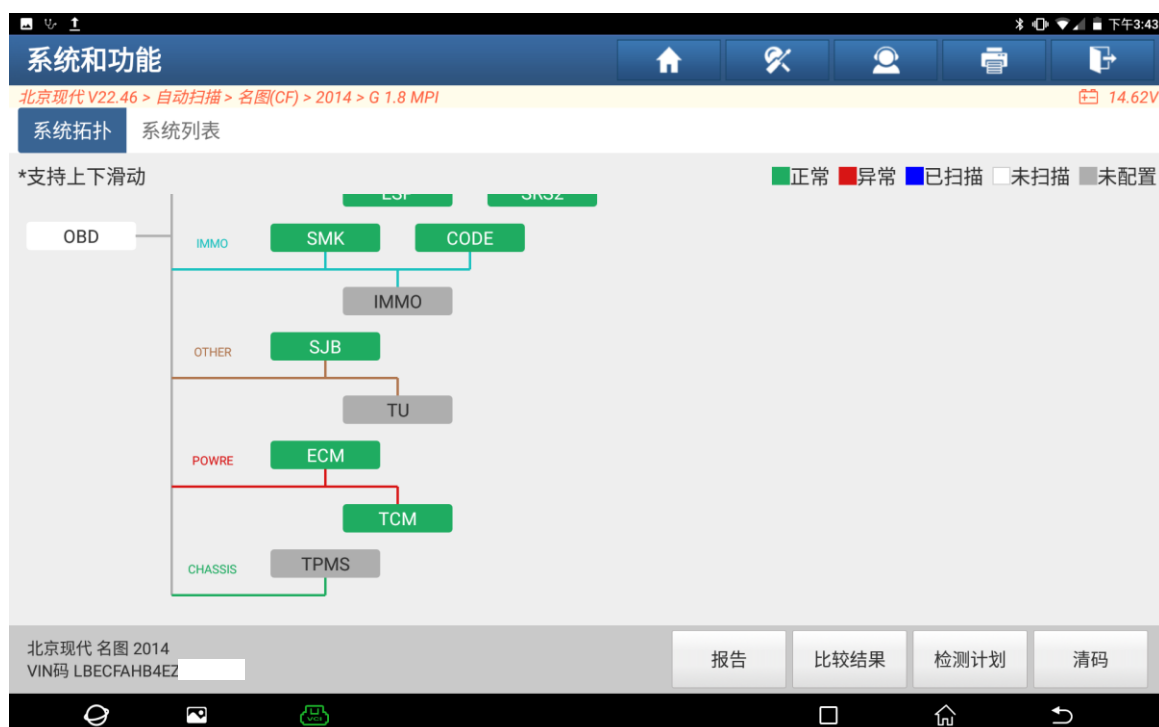 下午3:43
系统和功能
北京现代 V22.46 > 自动扫描 > 名图(CF) > 2014 > G 1.8 MPI
14.62V
系统拓扑 系统列表
*支持上下滑动
正常 异常 已扫描 未扫描 未配置
ESP SRS2
OBD
IMMO SMK CODE
IMMO
OTHER SJB
TU
POWRE ECM
TCM
CHASSIS TPMS
北京现代 名图 2014
VIN码 LBECFAHB4EZ
报告 比较结果 检测计划 清码
VCI